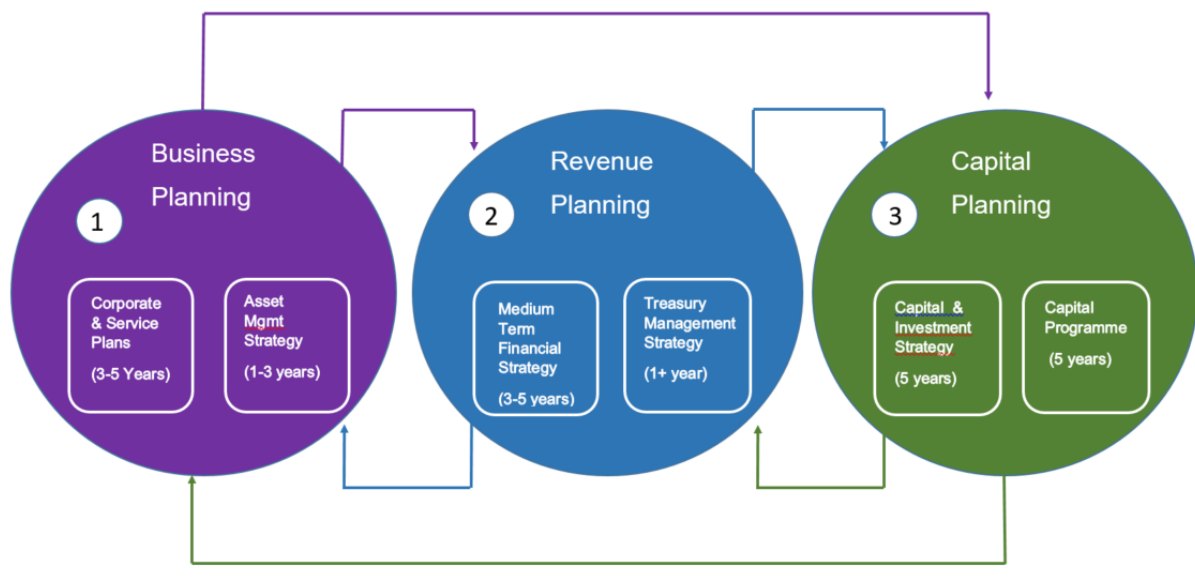 Business
Planning
1
Corporate
& Service
Plans
(3-5 Years)
Asset
Mgmt
Strategy
(1-3 years)
Revenue
Planning
2
Medium
Term
Financial
Strategy
(3-5 years)
Treasury
Management
Strategy
(1+ year)
Capital
Planning
3
Capital &
Investment
Strategy
(5 years)
Capital
Programme
(5 years)